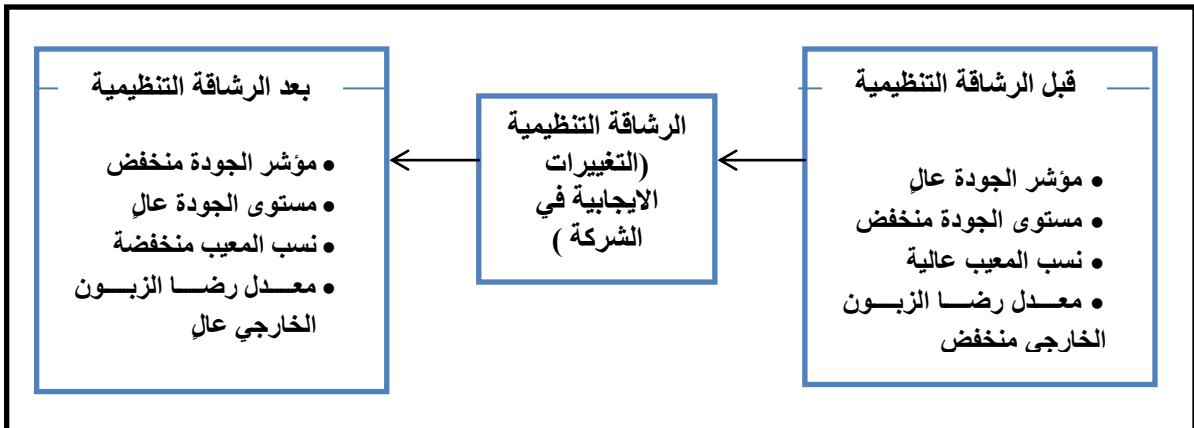 قبل الرشاقة التنظيمية
• مؤشر الجودة عالٍ
• مستوى الجودة منخفض
• نسب المعيب عالية
• معـــدل رضـــا الزبـــون
الخارجي منخفض
الرشاقة التنظيمية
(التغييرات
الايجابية في
الشركة )
بعد الرشاقة التنظيمية
• مؤشر الجودة منخفض
• مستوى الجودة عالٍ
• نسب المعيب منخفضة
• معـــدل رضـــا الزبـــون
الخارجي عالٍ